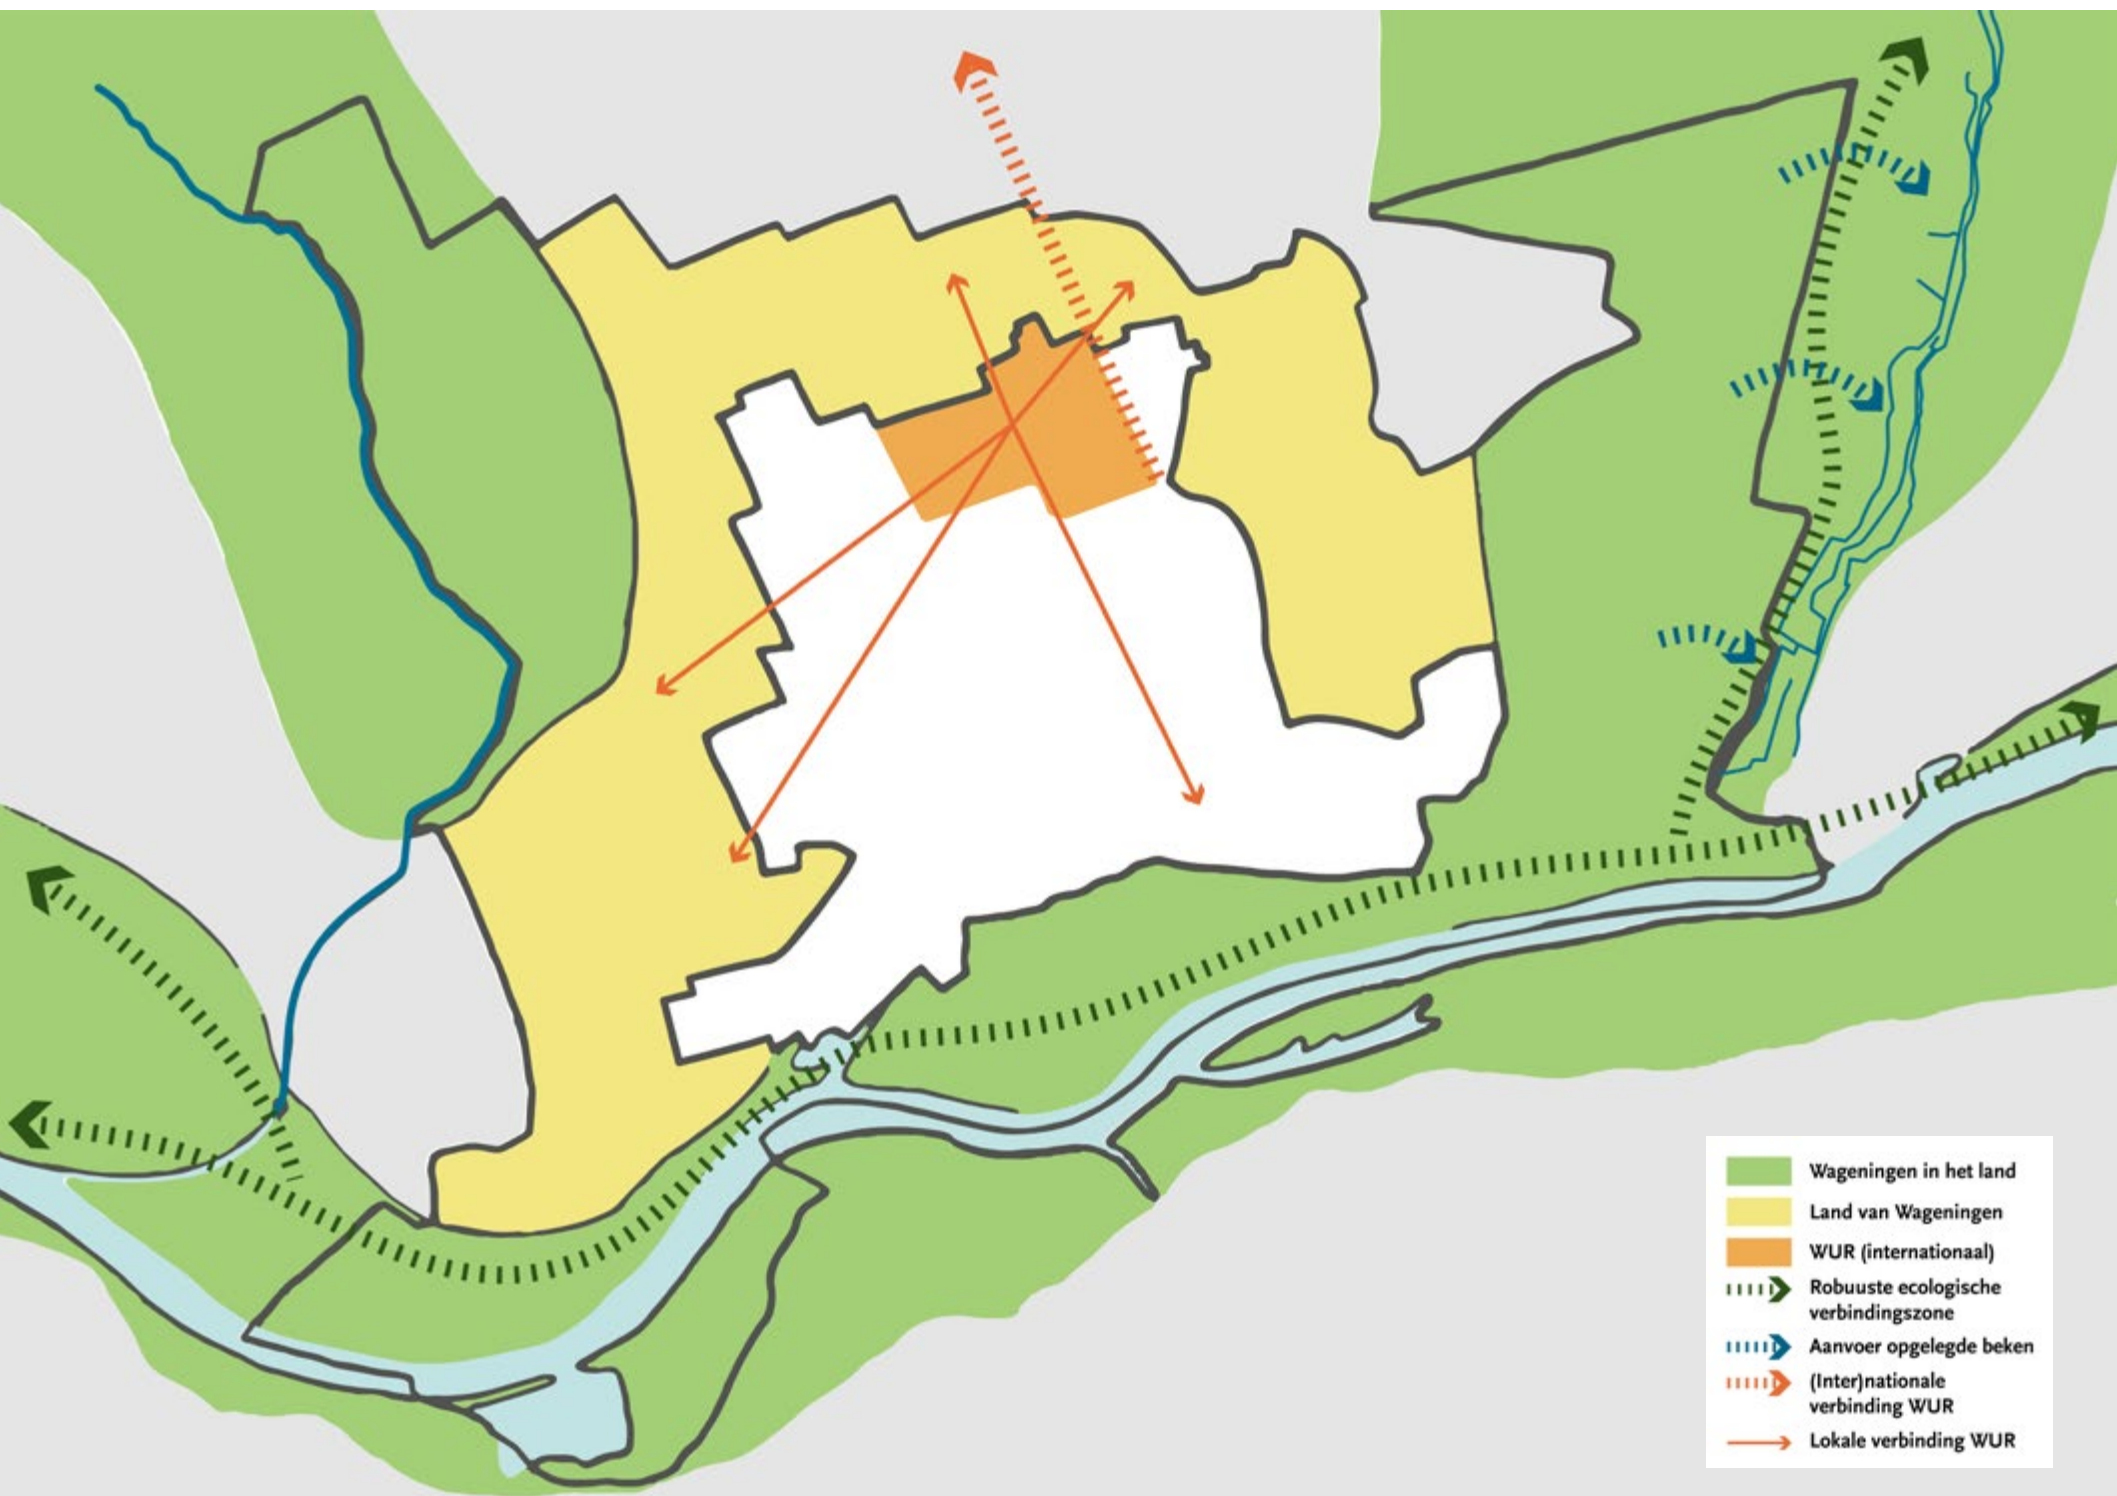 Wageningen in het land
Land van Wageningen
WUR (internationaal)
Robuuste ecologische
verbindingszone
Aanvoer opgelegde beken
(Inter)nationale
verbinding WUR
Lokale verbinding WUR